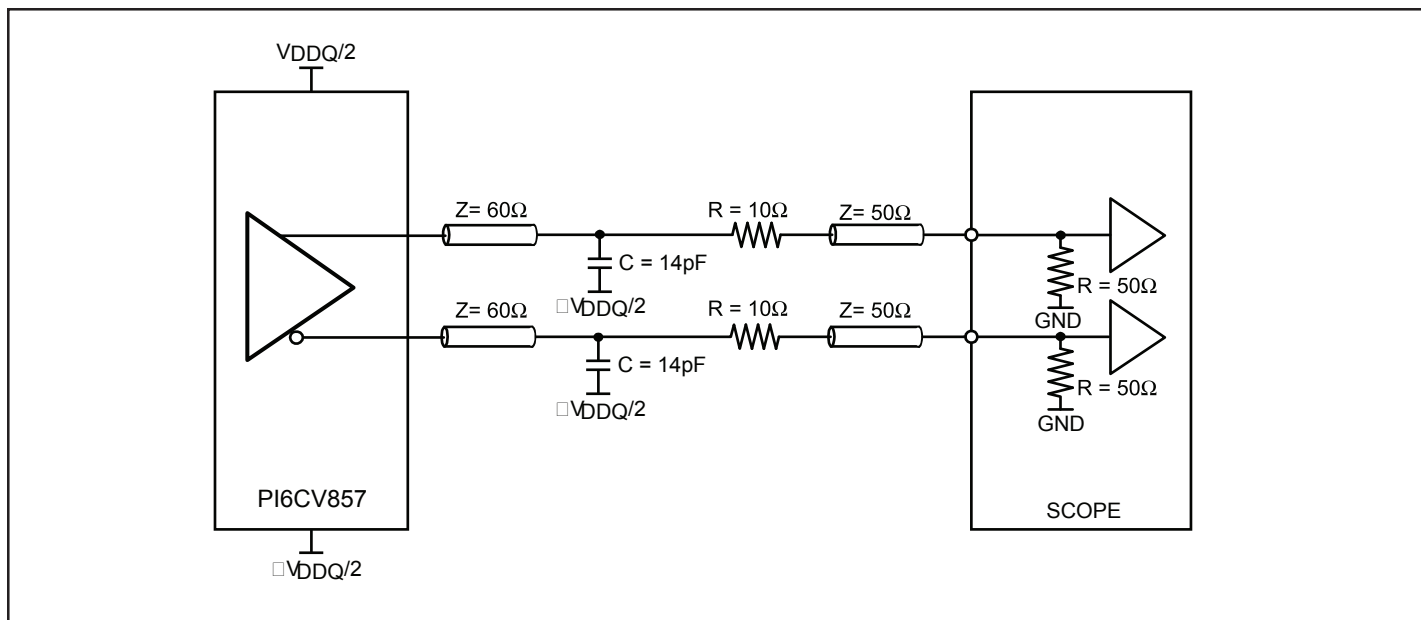 VDDQ/2
Z= 60Ω
R = 10Ω
Z= 50Ω
C = 14pF
R = 50Ω
□VDDQ/2
GND
Z= 60Ω
R = 10Ω
Z= 50Ω
C = 14pF
R = 50Ω
□VDDQ/2
GND
PI6CV857
SCOPE
□VDDQ/2